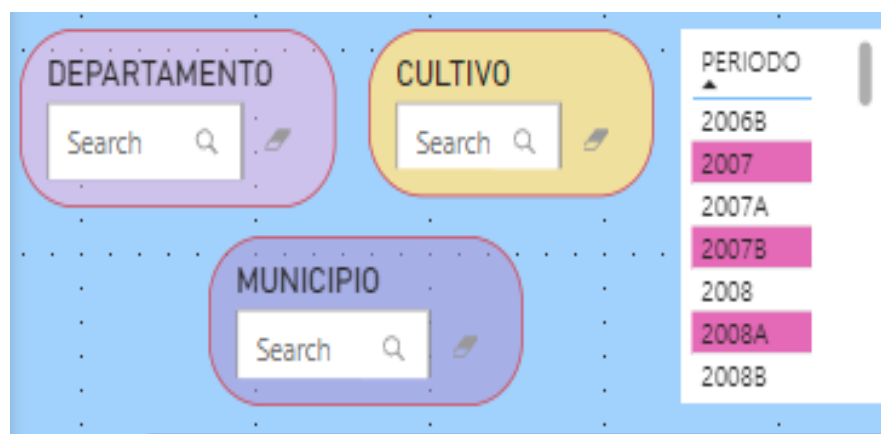 DEPARTAMENTO
Search
CULTIVO
Search
MUNICIPIO
Search
PERIODO
2006B
2007
2007A
2007B
2008
2008A
2008B